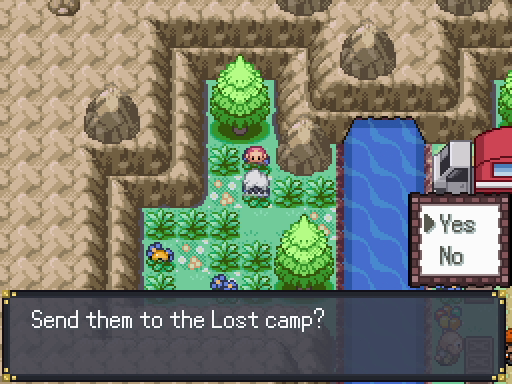 Yes
No
Send them to the Lost camp?